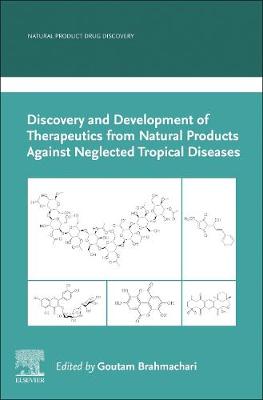 NATURAL PRODUCT DRUG DISCOVERY
Discovery and Development of
Therapeutics from Natural Products
Against Neglected Tropical Diseases
Edited by Goutam Brahmachari
ELSEVIER